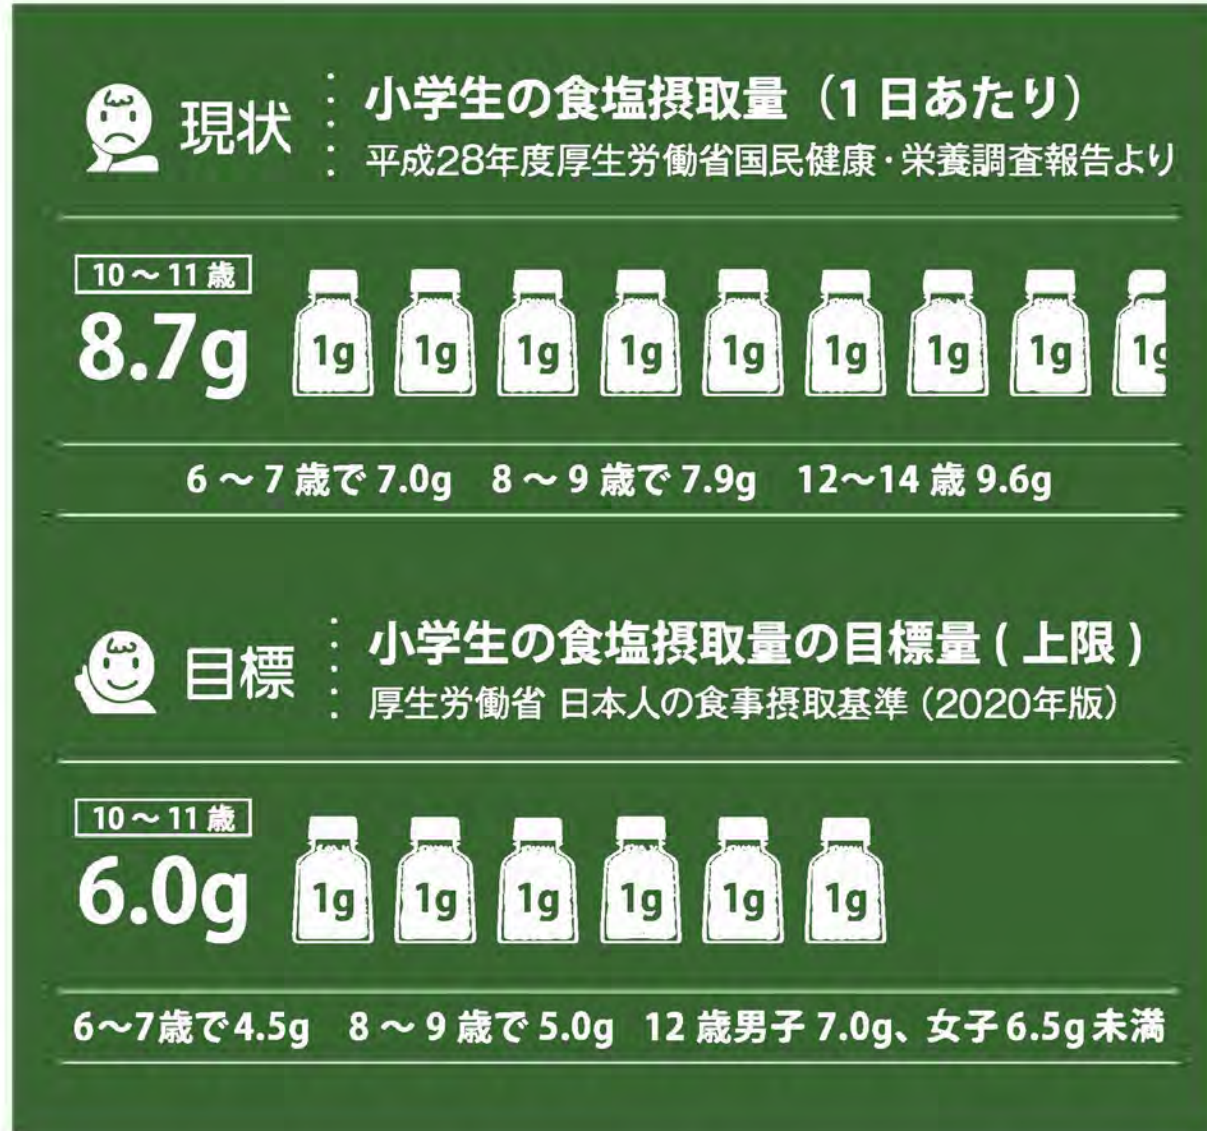 現状
小学生の食塩摂取量（1日あたり）
平成28年度厚生労働省国民健康・栄養調査報告より
10～11歳
8.7g
1g 1g 1g 1g 1g 1g 1g 1g 1g
6～7歳で7.0g 8～9歳で7.9g 12～14歳9.6g
目標
小学生の食塩摂取量の目標量(上限)
厚生労働省 日本人の食事摂取基準（2020年版）
10～11歳
6.0g
1g 1g 1g 1g 1g 1g
6～7歳で4.5g 8～9歳で5.0g 12歳男子7.0g、女子6.5g未満